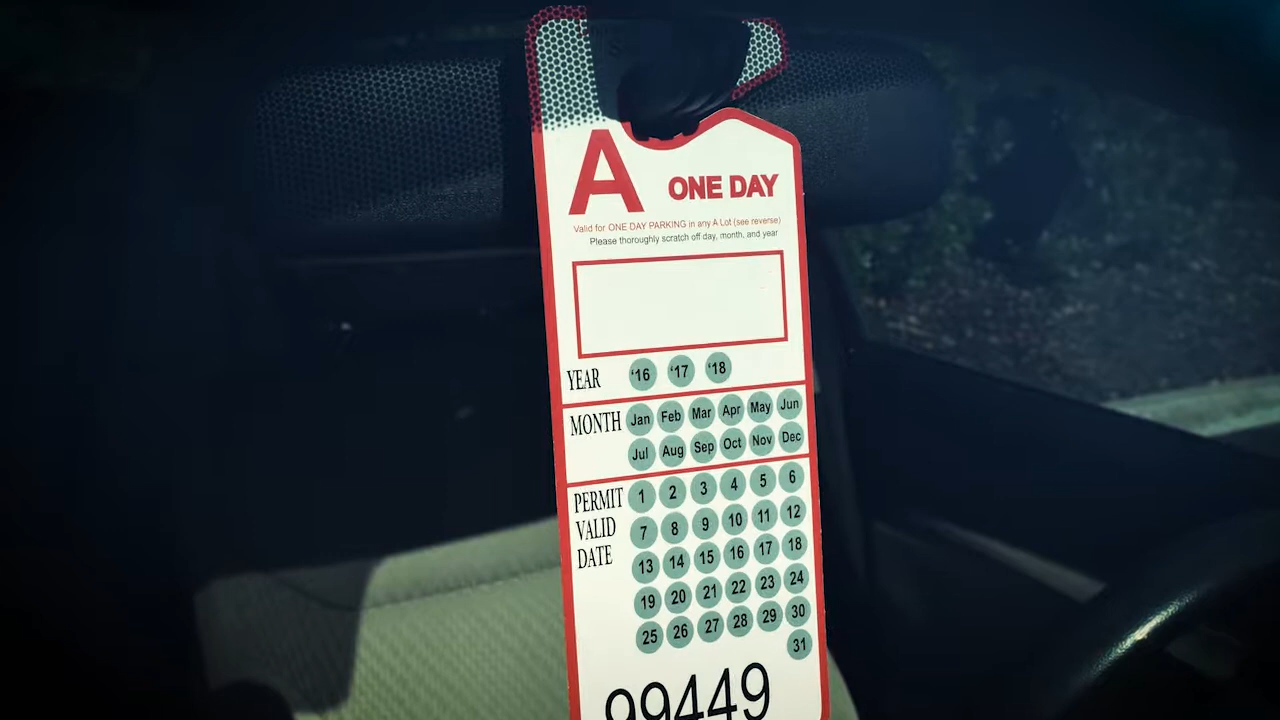 A ONE DAY
Valid for ONE DAY PARKING in any A Lot (see reverse)
Please thoroughly scratch off day, month, and year
YEAR '16 '17 '18
MONTH Jan Feb Mar Apr May Jun
Jul Aug Sep Oct Nov Dec
PERMIT VALID DATE
1 2 3 4 5 6
7 8 9 10 11 12
13 14 15 16 17 18
19 20 21 22 23 24
25 26 27 28 29 30
31
99449